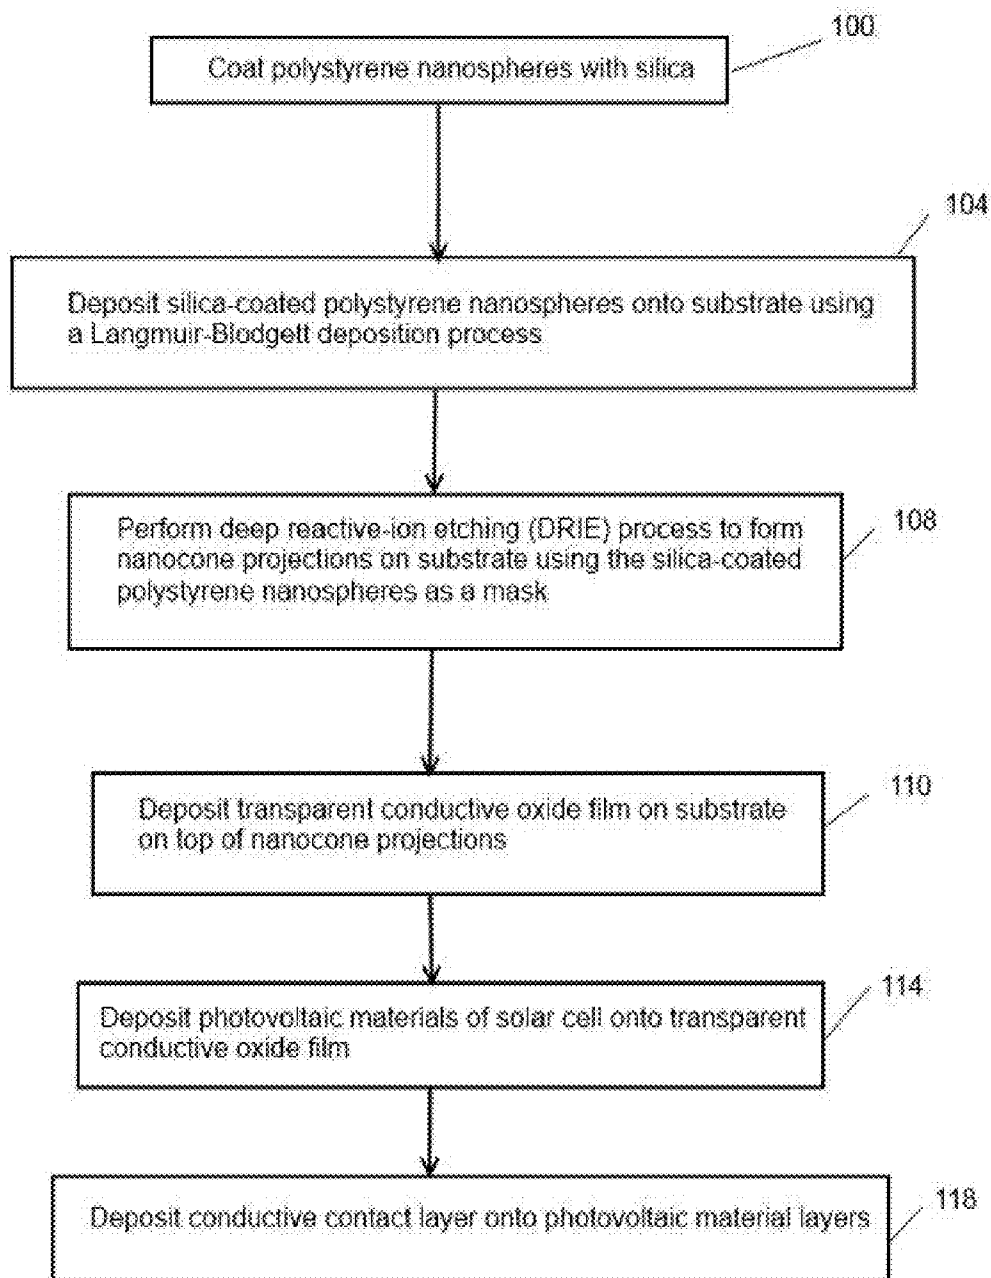 100
Coat polystyrene nanospheres with silica
104
Deposit silica-coated polystyrene nanospheres onto substrate using
a Langmuir-Blodgett deposition process
108
Perform deep reactive-ion etching (DRIE) process to form
nanocone projections on substrate using the silica-coated
polystyrene nanospheres as a mask
110
Deposit transparent conductive oxide film on substrate
on top of nanocone projections
114
Deposit photovoltaic materials of solar cell onto transparent
conductive oxide film
118
Deposit conductive contact layer onto photovoltaic material layers